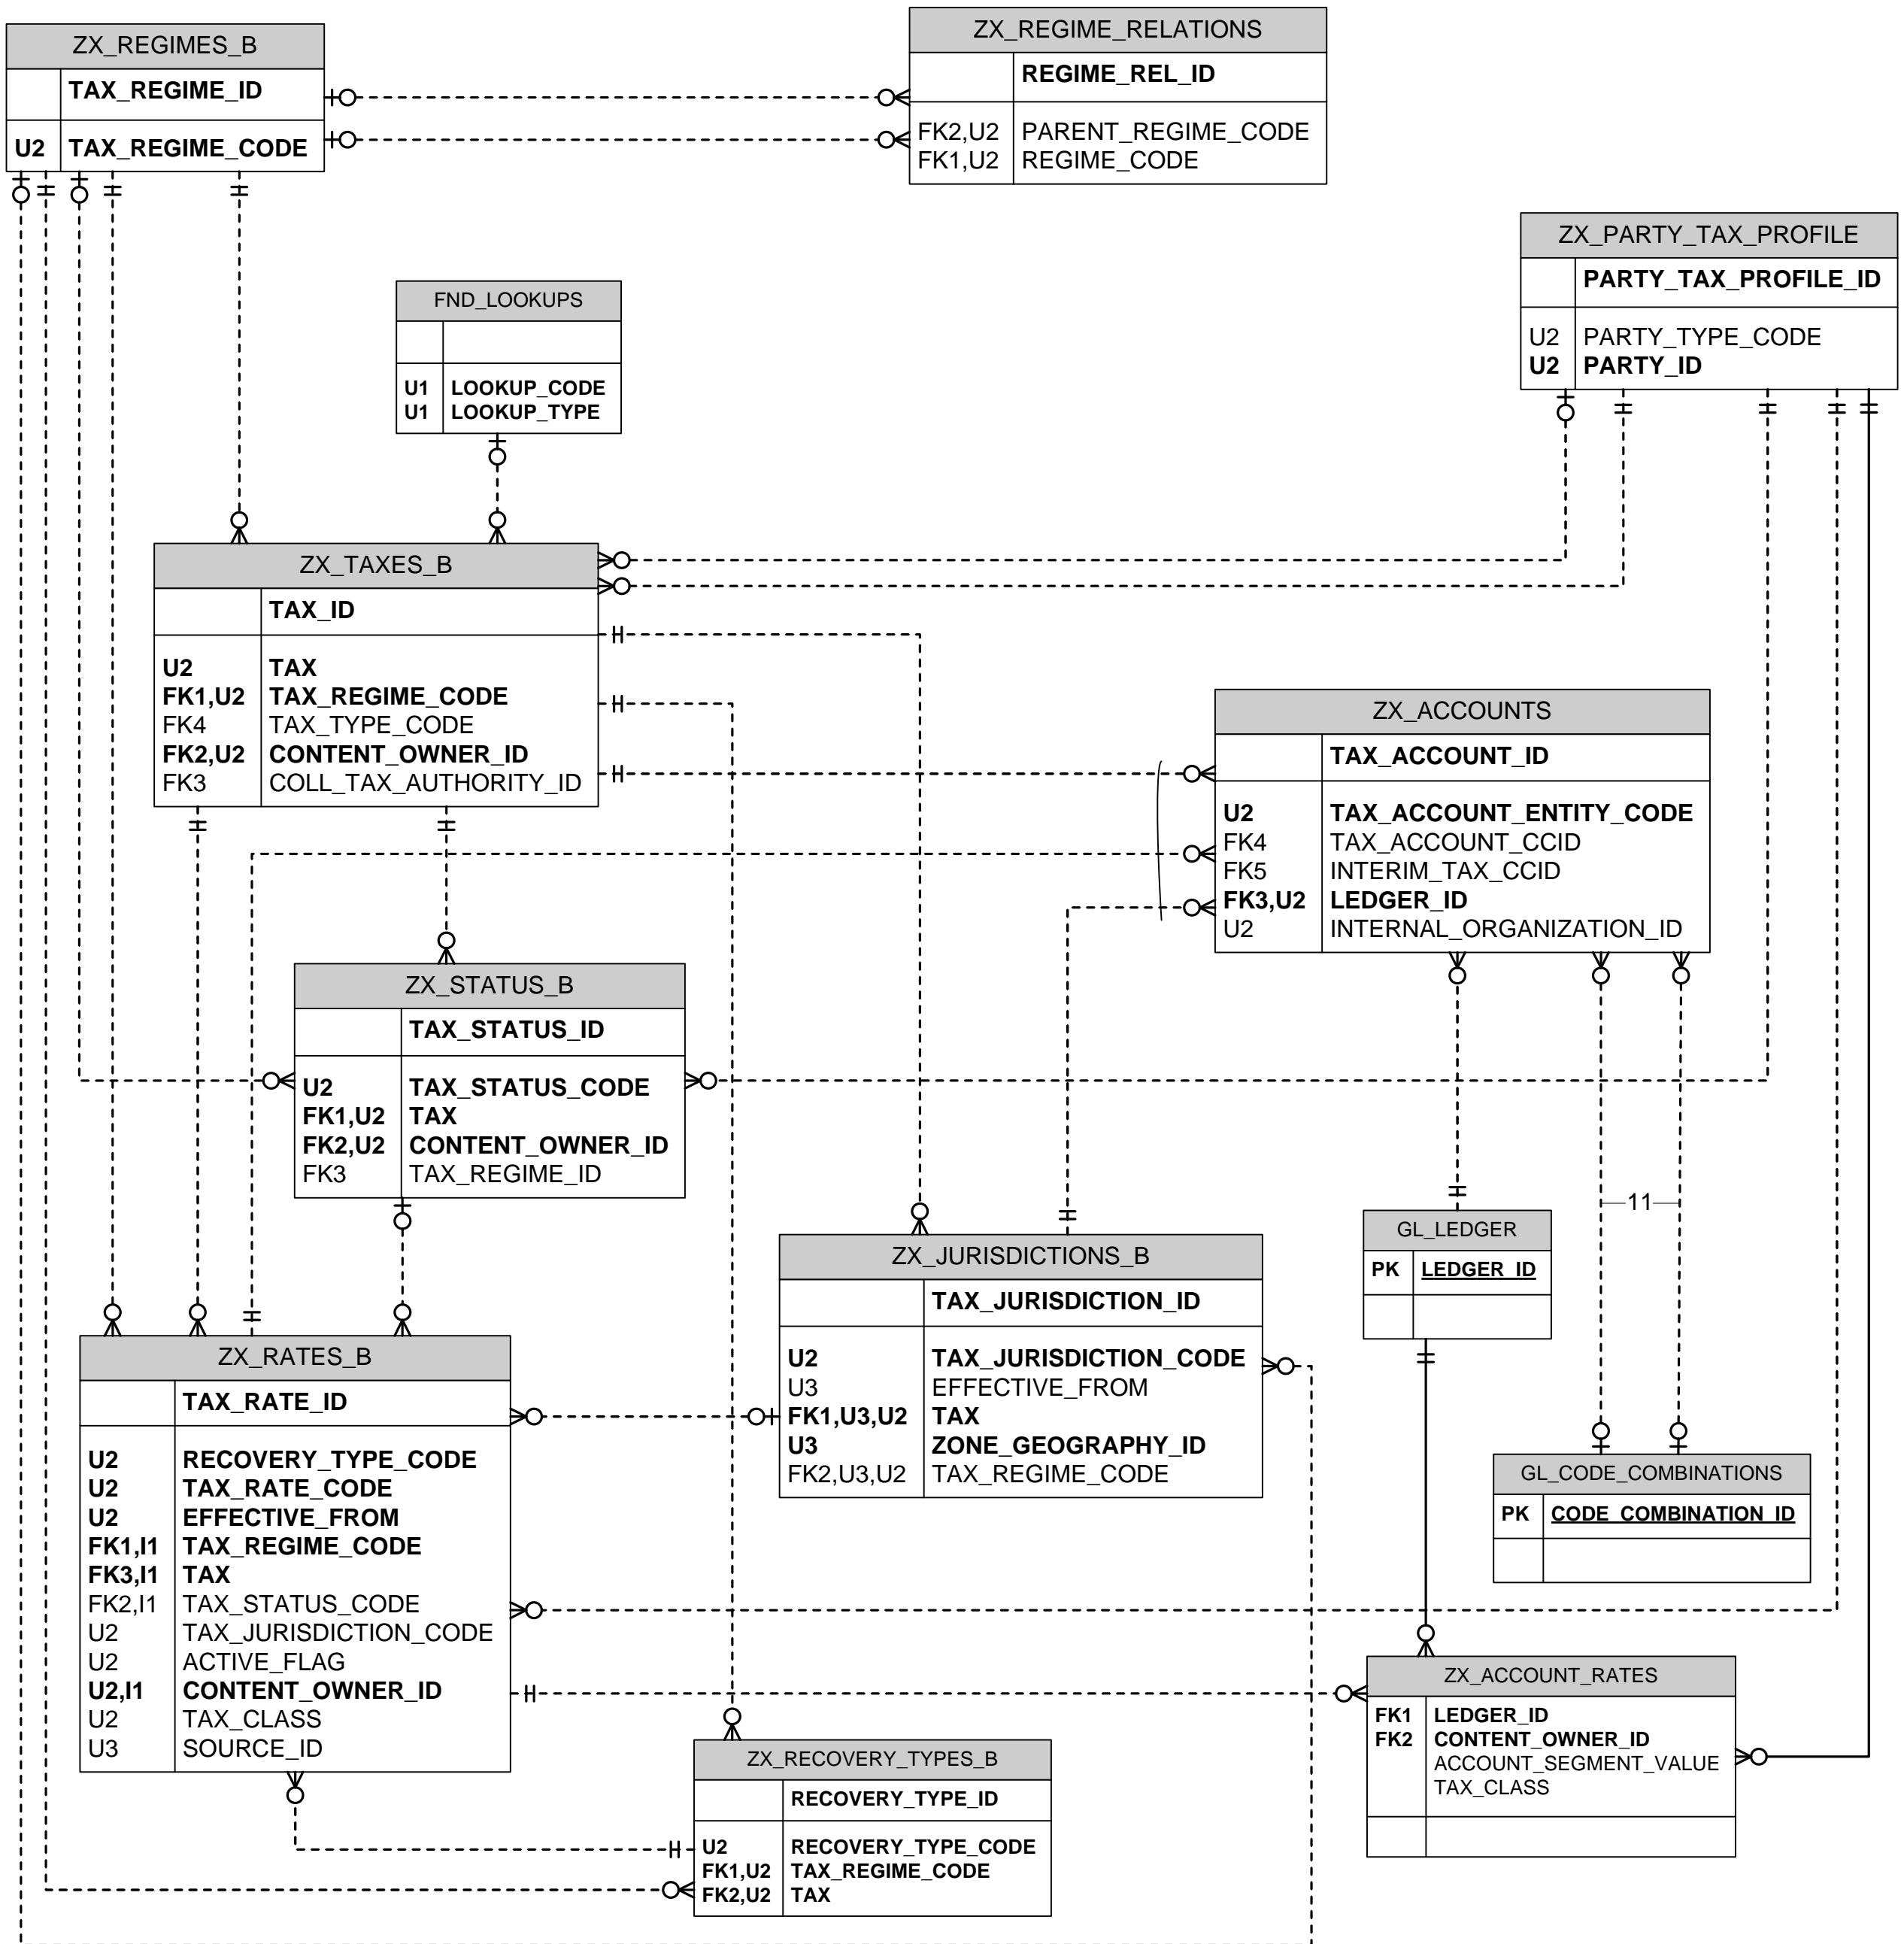 ZX_REGIMES_B
TAX_REGIME_ID
U2 TAX_REGIME_CODE
ZX_REGIME_RELATIONS
REGIME_REL_ID
FK2,U2 PARENT_REGIME_CODE
FK1,U2 REGIME_CODE
ZX_PARTY_TAX_PROFILE
PARTY_TAX_PROFILE_ID
U2 PARTY_TYPE_CODE
U2 PARTY_ID
FND_LOOKUPS
U1 LOOKUP_CODE
U1 LOOKUP_TYPE
ZX_TAXES_B
TAX_ID
U2 TAX
FK1,U2 TAX_REGIME_CODE
FK4 TAX_TYPE_CODE
FK2,U2 CONTENT_OWNER_ID
FK3 COLL_TAX_AUTHORITY_ID
ZX_ACCOUNTS
TAX_ACCOUNT_ID
U2 TAX_ACCOUNT_ENTITY_CODE
FK4 TAX_ACCOUNT_CCID
FK5 INTERIM_TAX_CCID
FK3,U2 LEDGER_ID
U2 INTERNAL_ORGANIZATION_ID
ZX_STATUS_B
TAX_STATUS_ID
U2 TAX_STATUS_CODE
FK1,U2 TAX
FK2,U2 CONTENT_OWNER_ID
FK3 TAX_REGIME_ID
11
GL_LEDGER
PK LEDGER_ID
ZX_JURISDICTIONS_B
TAX_JURISDICTION_ID
U2 TAX_JURISDICTION_CODE
U3 EFFECTIVE_FROM
FK1,U3,U2 TAX
U3 ZONE_GEOGRAPHY_ID
FK2,U3,U2 TAX_REGIME_CODE
ZX_RATES_B
TAX_RATE_ID
U2 RECOVERY_TYPE_CODE
U2 TAX_RATE_CODE
U2 EFFECTIVE_FROM
FK1,I1 TAX_REGIME_CODE
FK3,I1 TAX
FK2,I1 TAX_STATUS_CODE
U2 TAX_JURISDICTION_CODE
U2 ACTIVE_FLAG
U2,I1 CONTENT_OWNER_ID
U2 TAX_CLASS
U3 SOURCE_ID
GL_CODE_COMBINATIONS
PK CODE_COMBINATION_ID
ZX_ACCOUNT_RATES
FK1 LEDGER_ID
FK2 CONTENT_OWNER_ID
ACCOUNT_SEGMENT_VALUE
TAX_CLASS
ZX_RECOVERY_TYPES_B
RECOVERY_TYPE_ID
U2 RECOVERY_TYPE_CODE
FK1,U2 TAX_REGIME_CODE
FK2,U2 TAX